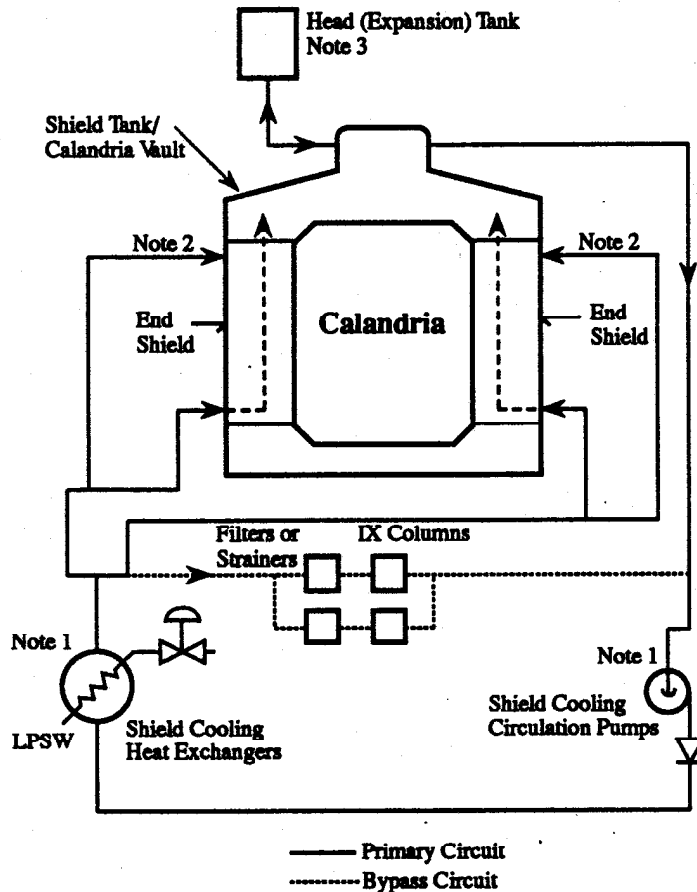 Head (Expansion) Tank
Note 3
Shield Tank/
Calandria Vault
Note 2
Note 2
End
Shield
Calandria
End
Shield
Filters or
Strainers
IX Columns
Note 1
Note 1
LPSW
Shield Cooling
Heat Exchangers
Shield Cooling
Circulation Pumps
Primary Circuit
Bypass Circuit